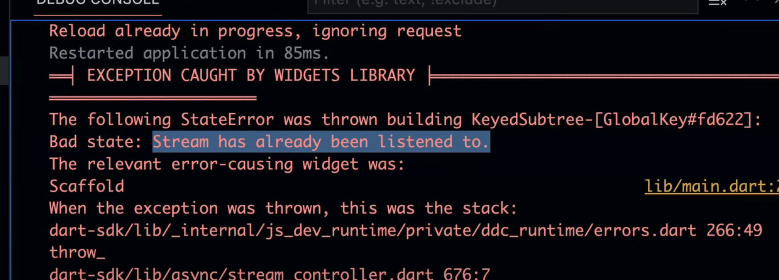 DEBUG CONSOLE
Filter (e.g. text, !exclude)
Reload already in progress, ignoring request
Restarted application in 85ms.
══╡ EXCEPTION CAUGHT BY WIDGETS LIBRARY ╞═══════════════════════════
════════════════
The following StateError was thrown building KeyedSubtree-[GlobalKey#fd622]:
Bad state: Stream has already been listened to.
The relevant error-causing widget was:
Scaffold lib/main.dart:2
When the exception was thrown, this was the stack:
dart-sdk/lib/_internal/js_dev_runtime/private/ddc_runtime/errors.dart 266:49
throw_
dart-sdk/lib/async/stream_controller.dart 676:7